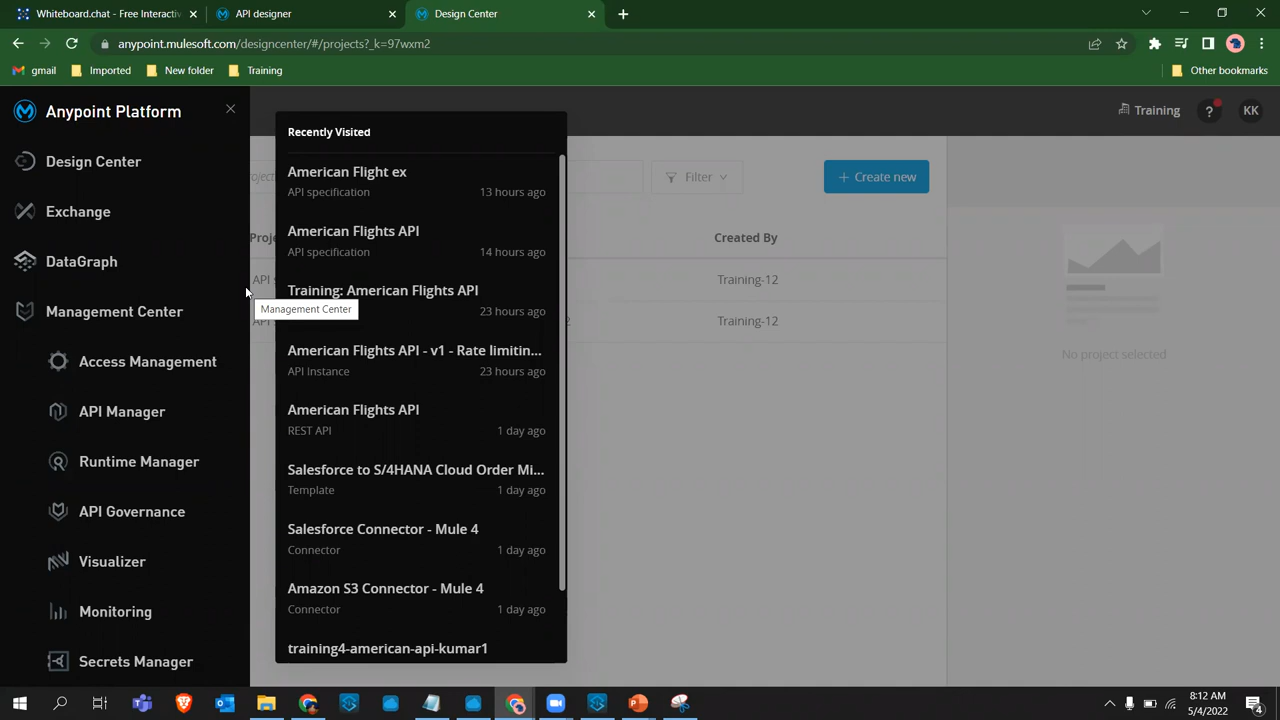 Whiteboard.chat - Free Interactiv
API designer
Design Center
anypoint.mulesoft.com/designcenter/#/projects?_k=97wxm2
gmail
Imported
New folder
Training
Other bookmarks
Anypoint Platform
Design Center
Exchange
DataGraph
Management Center
Access Management
API Manager
Runtime Manager
API Governance
Visualizer
Monitoring
Secrets Manager
Management Center
Recently Visited
American Flight ex
API specification 13 hours ago
American Flights API
API specification 14 hours ago
Training: American Flights API
23 hours ago
American Flights API - v1 - Rate limitin...
API Instance 23 hours ago
American Flights API
REST API 1 day ago
Salesforce to S/4HANA Cloud Order Mi...
Template 1 day ago
Salesforce Connector - Mule 4
Connector 1 day ago
Amazon S3 Connector - Mule 4
Connector 1 day ago
training4-american-api-kumar1
Training
?
KK
Filter
+ Create new
Proje
Created By
API s
Training-12
API
2
Training-12
No project selected
8:12 AM
5/4/2022
4